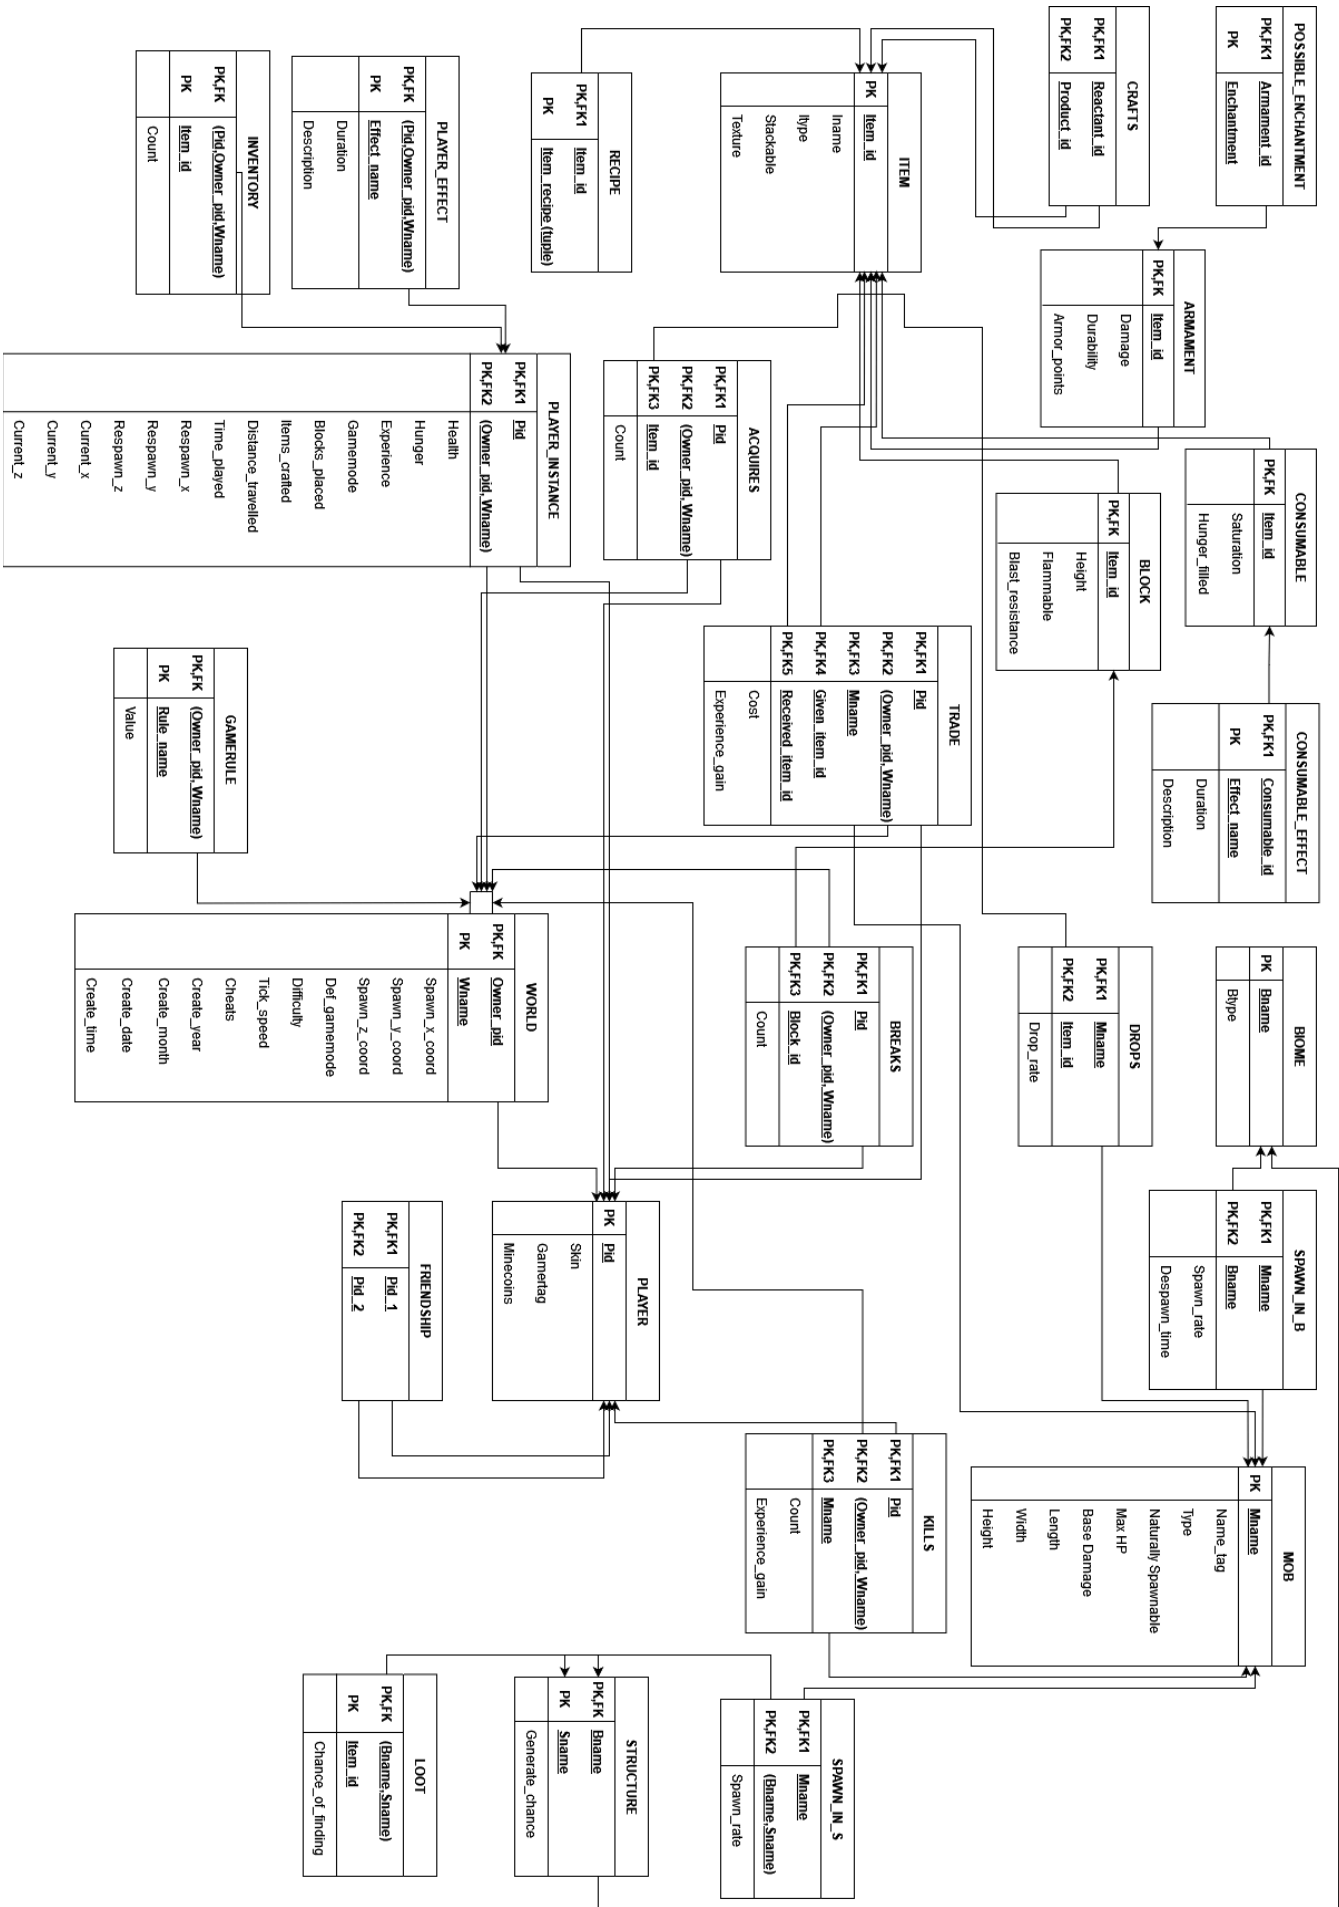 POSSIBLE_ENCHANTMENT
PK,FK1 Armament_id
PK Enchantment
CRAFTS
PK,FK1 Reactant_id
PK,FK2 Product_id
ITEM
PK Item_id
Iname
Itype
Stackable
Texture
RECIPE
PK,FK1 Item_id
PK Item_recipe (tuple)
PLAYER_EFFECT
PK,FK (Pid,Owner_pid,Wname)
PK Effect_name
Duration
Description
INVENTORY
PK,FK (Pid,Owner_pid,Wname)
PK Item_id
Count
ARMAMENT
PK,FK Item_id
Damage
Durability
Armor_points
CONSUMABLE
PK,FK Item_id
Saturation
Hunger_filled
BLOCK
PK,FK Item_id
Height
Flammable
Blast_resistance
ACQUIRES
PK,FK1 Pid
PK,FK2 (Owner_pid, Wname)
PK,FK3 Item_id
Count
PLAYER_INSTANCE
PK,FK1 Pid
PK,FK2 (Owner_pid, Wname)
Health
Hunger
Experience
Gamemode
Blocks_placed
Items_crafted
Distance_travelled
Time_played
Respawn_x
Respawn_y
Respawn_z
Current_x
Current_y
Current_z
CONSUMABLE_EFFECT
PK,FK1 Consumable_id
PK Effect_name
Duration
Description
TRADE
PK,FK1 Pid
PK,FK2 (Owner_pid, Wname)
PK,FK3 Mname
PK,FK4 Given_item_id
PK,FK5 Received_item_id
Cost
Experience_gain
GAMERULE
PK,FK (Owner_pid, Wname)
PK Rule_name
Value
BIOME
PK Bname
Btype
DROPS
PK,FK1 Mname
PK,FK2 Item_id
Drop_rate
BREAKS
PK,FK1 Pid
PK,FK2 (Owner_pid, Wname)
PK,FK3 Block_id
Count
WORLD
PK,FK Owner_pid
PK Wname
Spawn_x_coord
Spawn_y_coord
Spawn_z_coord
Def_gamemode
Difficulty
Tick_speed
Cheats
Create_year
Create_month
Create_date
Create_time
SPAWN_IN_B
PK,FK1 Mname
PK,FK2 Bname
Spawn_rate
Despawn_time
PLAYER
PK Pid
Skin
Gamertag
Minecoins
FRIENDSHIP
PK,FK1 Pid_1
PK,FK2 Pid_2
MOB
PK Mname
Name_tag
Type
Naturally Spawnable
Max HP
Base Damage
Length
Width
Height
KILLS
PK,FK1 Pid
PK,FK2 (Owner_pid, Wname)
PK,FK3 Mname
Count
Experience_gain
SPAWN_IN_S
PK,FK1 Mname
PK,FK2 (Bname,Sname)
Spawn_rate
STRUCTURE
PK,FK Bname
PK Sname
Generate_chance
LOOT
PK,FK (Bname,Sname)
PK Item_id
Chance_of_finding